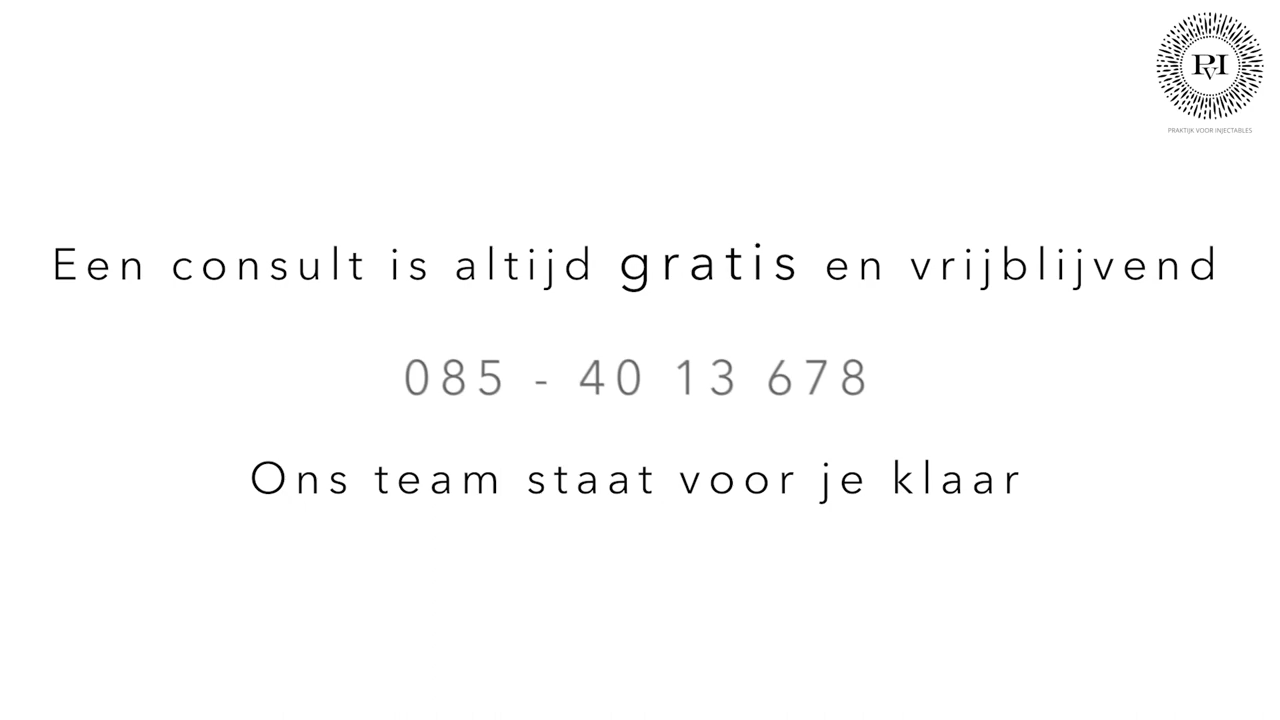 PVI
PRAKTIJK VOOR INJECTABLES
Een consult is altijd gratis en vrijblijvend
085 - 40 13 678
Ons team staat voor je klaar